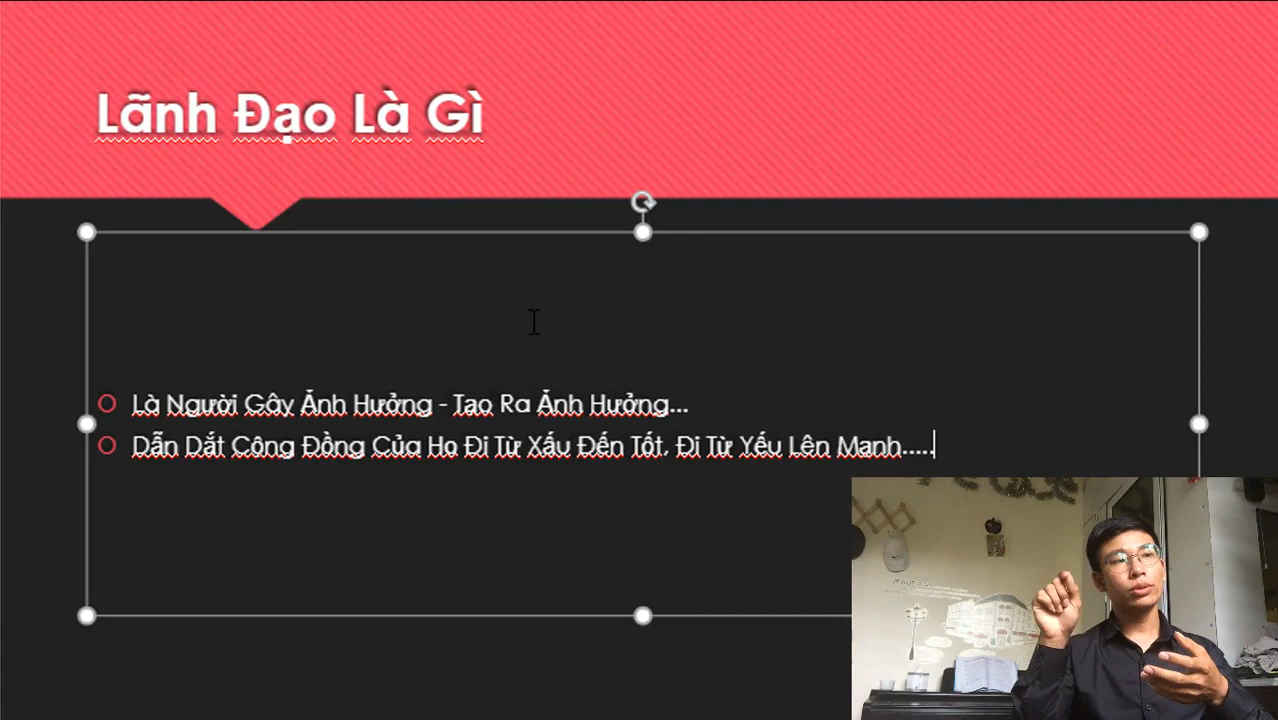 Lãnh Đạo Là Gì
Là Người Gây Ảnh Hưởng - Tạo Ra Ảnh Hưởng...
Dẫn Dắt Cộng Đồng Của Họ Đi Từ Xấu Đến Tốt, Đi Từ Yếu Lên Mạnh.....